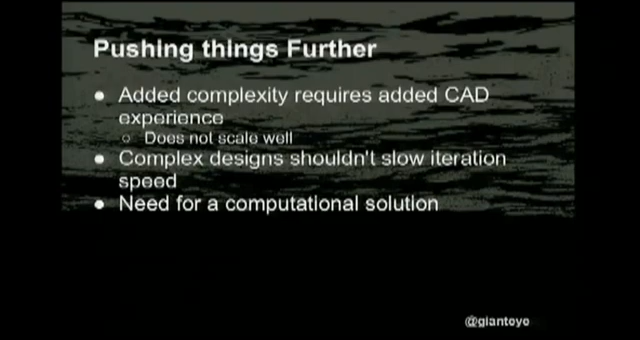 Pushing things Further
Added complexity requires added CAD
experience
Does not scale well
Complex designs shouldn't slow iteration
speed
Need for a computational solution
@giantoyo